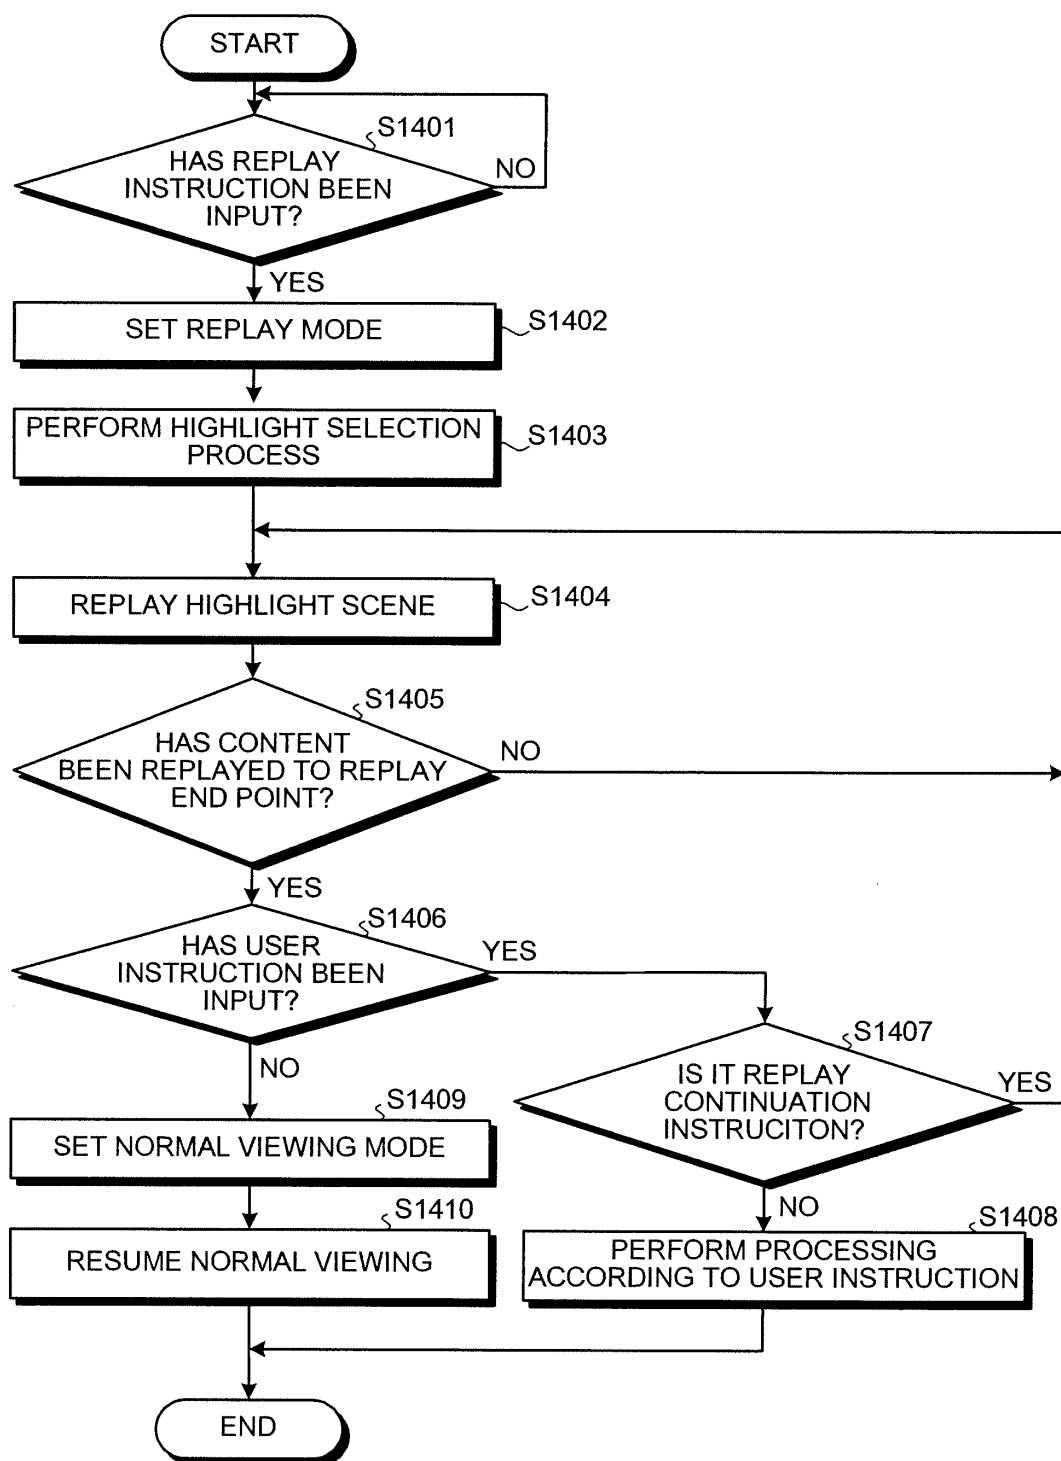 START
S1401
HAS REPLAY
INSTRUCTION BEEN
INPUT?
NO
YES
SET REPLAY MODE
S1402
PERFORM HIGHLIGHT SELECTION
PROCESS
S1403
REPLAY HIGHLIGHT SCENE
S1404
S1405
HAS CONTENT
BEEN REPLAYED TO REPLAY
END POINT?
NO
YES
S1406
HAS USER
INSTRUCTION BEEN
INPUT?
YES
NO
S1407
IS IT REPLAY
CONTINUATION
INSTRUCITON?
YES
NO
S1409
SET NORMAL VIEWING MODE
S1410
RESUME NORMAL VIEWING
S1408
PERFORM PROCESSING
ACCORDING TO USER INSTRUCTION
END